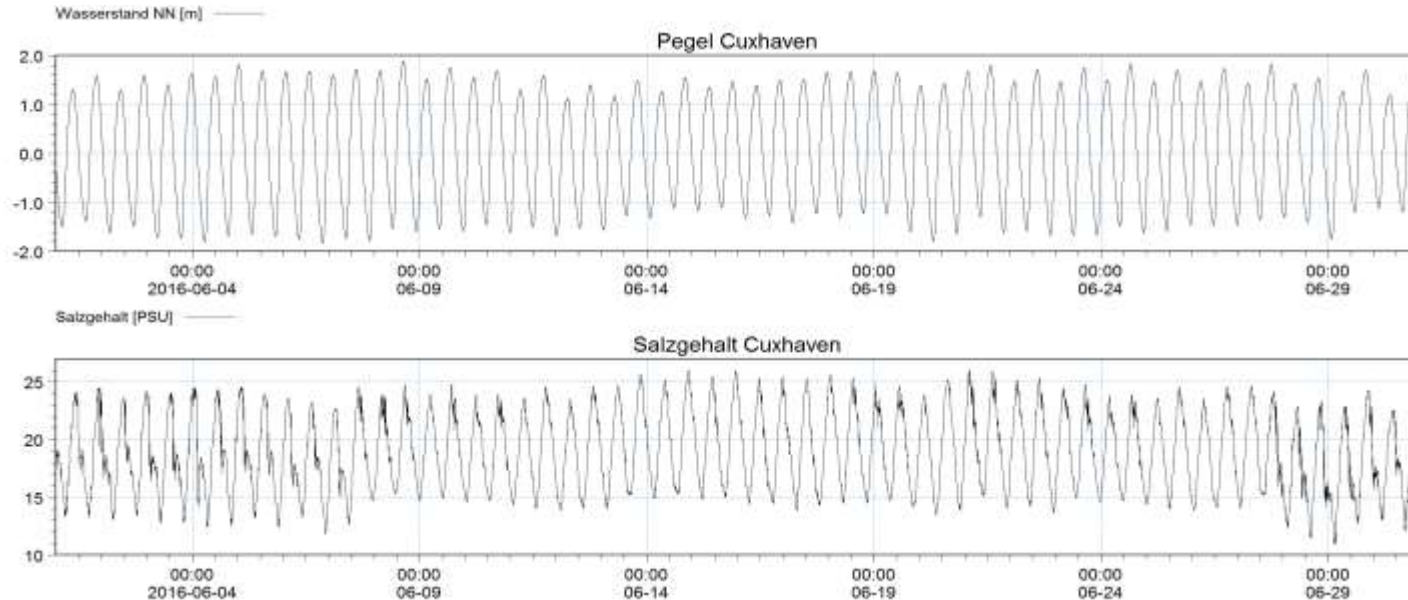 Wasserstand NN [m]
Pegel Cuxhaven
2.0
1.0
0.0
-1.0
-2.0
00:00 00:00 00:00 00:00 00:00 00:00
2016-06-04 06-09 06-14 06-19 06-24 06-29
Salzgehalt [PSU]
Salzgehalt Cuxhaven
25
20
15
10
00:00 00:00 00:00 00:00 00:00 00:00
2016-06-04 06-09 06-14 06-19 06-24 06-29